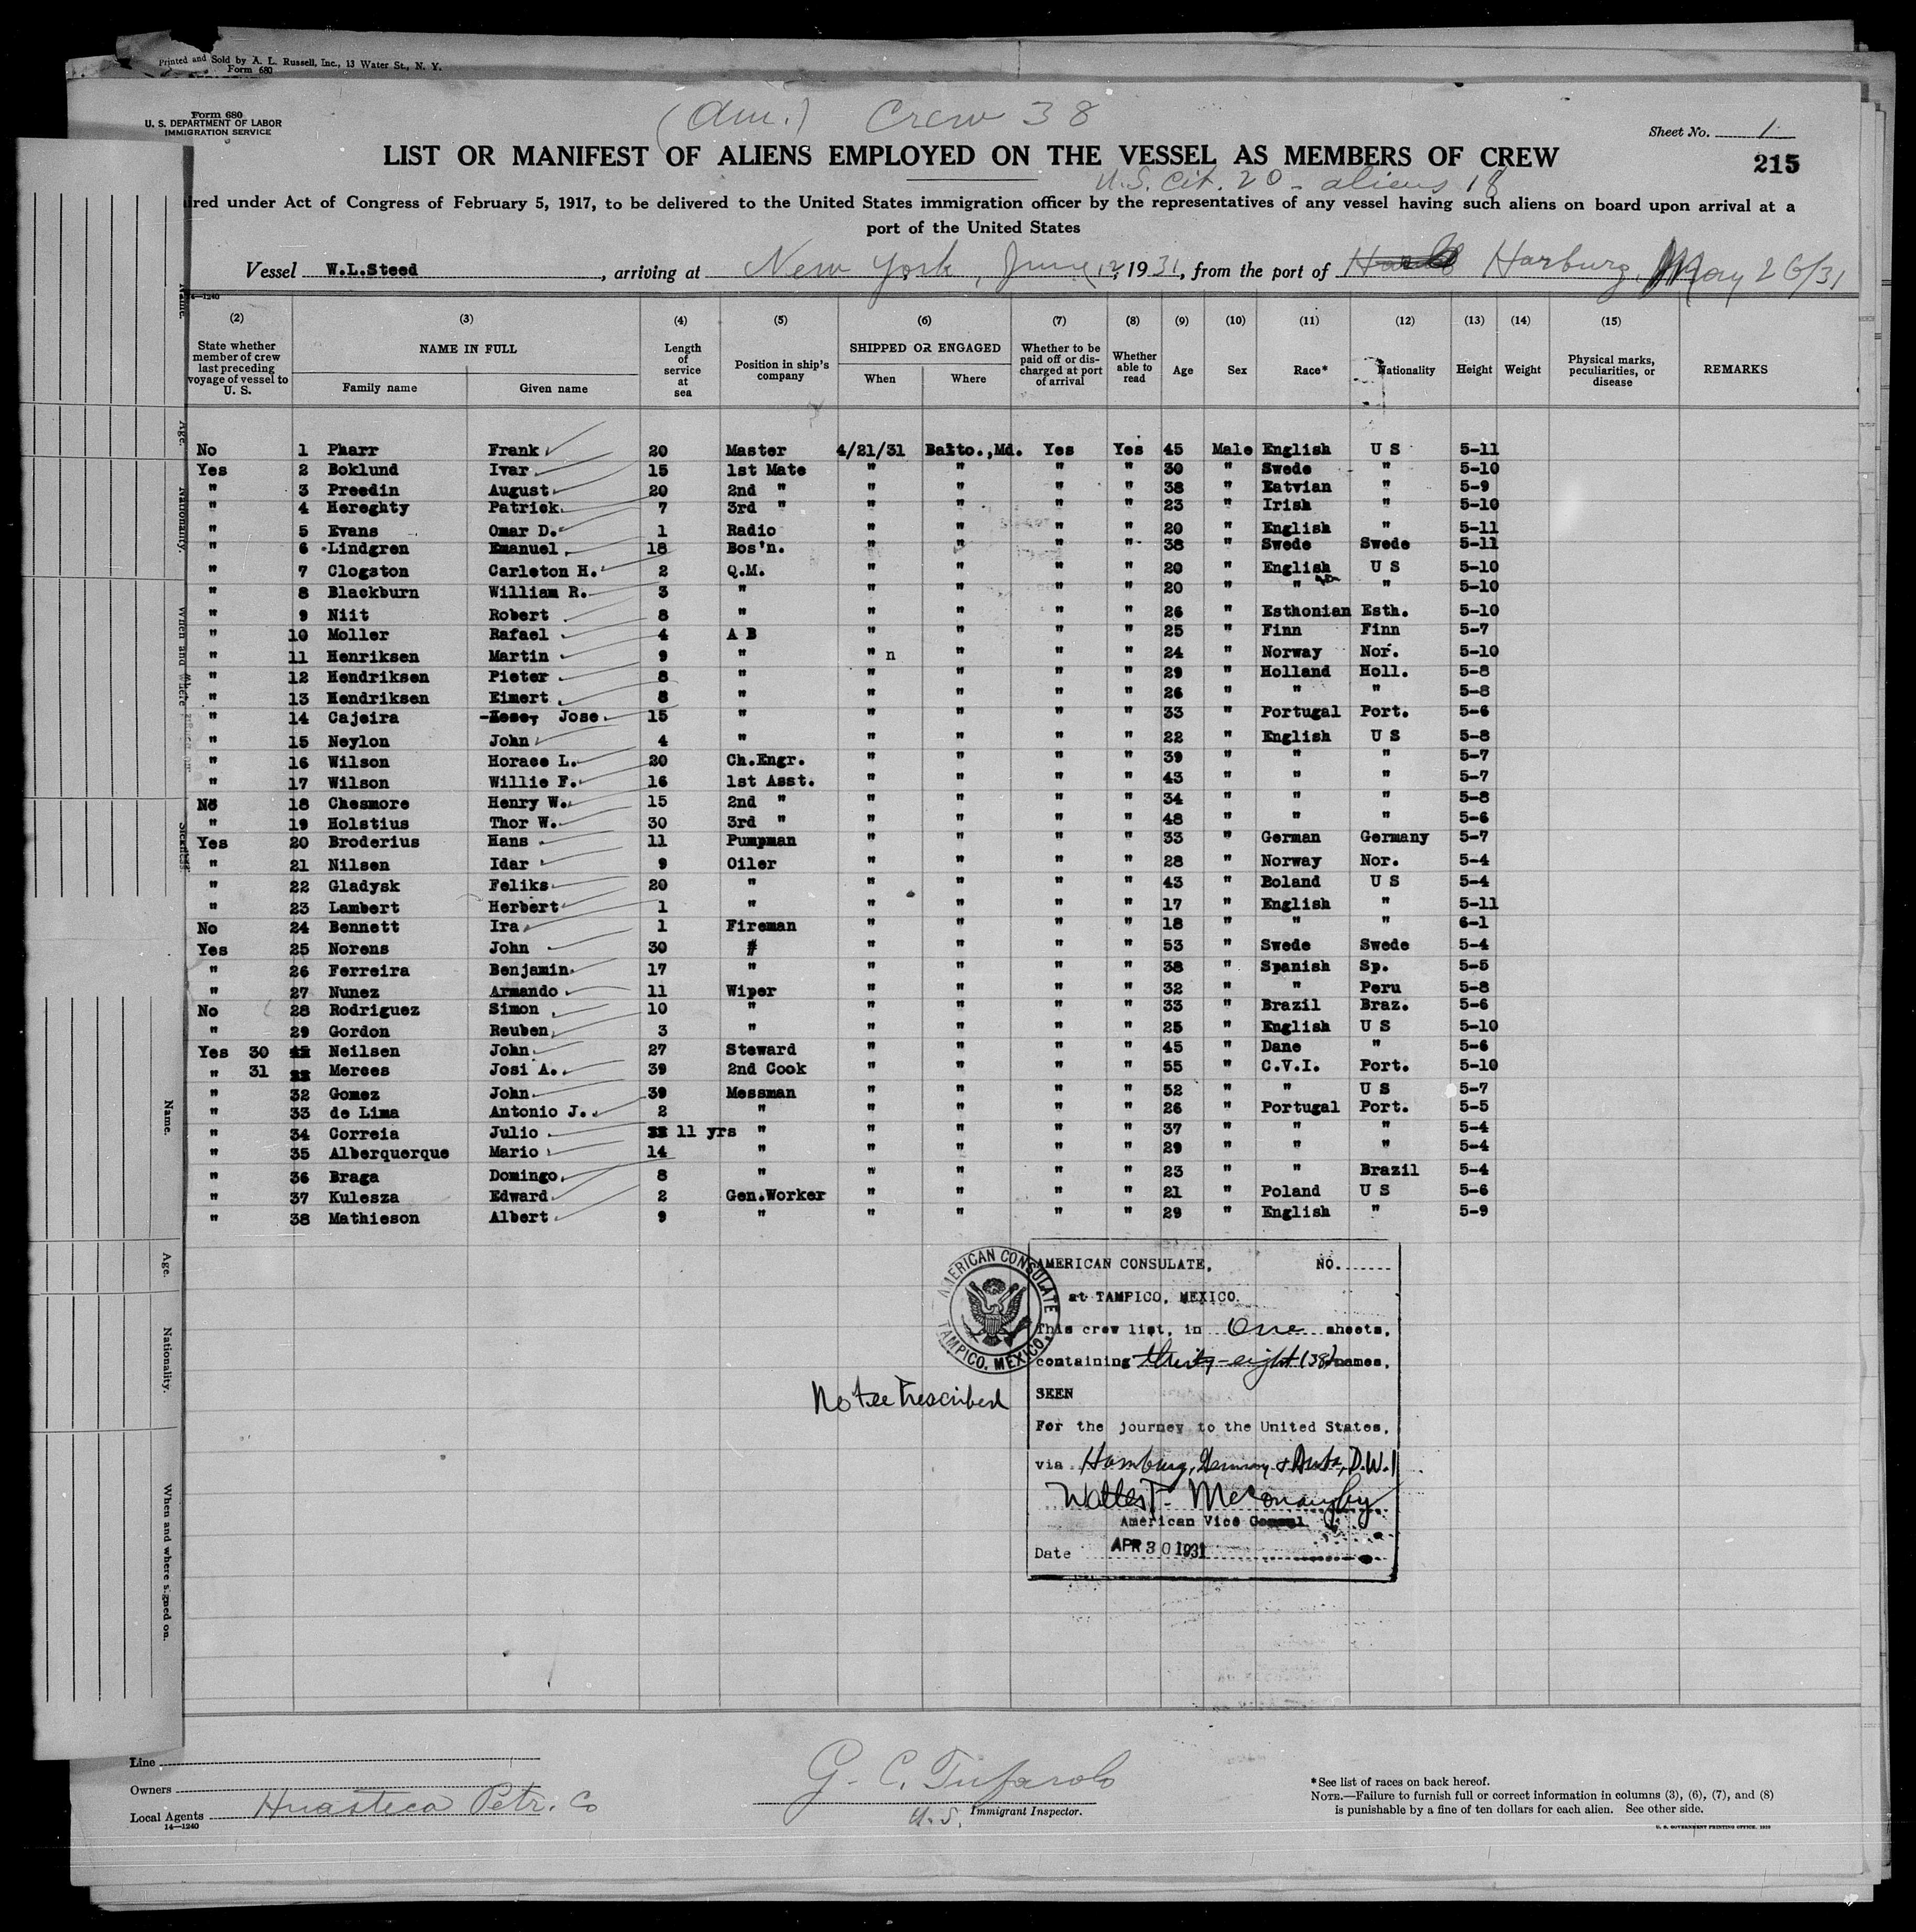 Printed and Sold by A. L. Russell, Inc., 13 Water St., N. Y.
Form 680
Form 680
U. S. DEPARTMENT OF LABOR
IMMIGRATION SERVICE
(Am.) Crew 38
Sheet No. 1
LIST OR MANIFEST OF ALIENS EMPLOYED ON THE VESSEL AS MEMBERS OF CREW
215
U.S. Cit. 20 - aliens 18
ired under Act of Congress of February 5, 1917, to be delivered to the United States immigration officer by the representatives of any vessel having such aliens on board upon arrival at a
port of the United States
Vessel W.L.Steed, arriving at New York, June 12, 1931, from the port of Harburg, May 26/31
14—1240
(2) (3) (4) (5) (6) (7) (8) (9) (10) (11) (12) (13) (14) (15)
State whether member of crew last preceding voyage of vessel to U. S.
NAME IN FULL
Family name Given name
Length of service at sea
Position in ship's company
SHIPPED OR ENGAGED
When Where
Whether to be paid off or discharged at port of arrival
Whether able to read
Age
Sex
Race*
Nationality
Height
Weight
Physical marks, peculiarities, or disease
REMARKS
No 1 Pharr Frank 20 Master 4/21/31 Balto.,Md. Yes Yes 45 Male English U S 5-11
Yes 2 Boklund Ivar 15 1st Mate " " " " 30 " Swede " 5-10
" 3 Preedin August 20 2nd " " " " " 38 " Latvian " 5-9
" 4 Hereghty Patrick 7 3rd " " " " " 23 " Irish " 5-10
" 5 Evans Omar D. 1 Radio " " " " 20 " English " 5-11
" 6 Lindgren Emanuel 18 Bos'n. " " " " 38 " Swede Swede 5-11
" 7 Clogston Carleton H. 2 Q.M. " " " " 20 " English U S 5-10
" 8 Blackburn William R. 3 " " " " " 20 " " " 5-10
" 9 Niit Robert 8 " " " " " 26 " Esthonian Esth. 5-10
" 10 Moller Rafael 4 A B " " " " 25 " Finn Finn 5-7
" 11 Henriksen Martin 9 " " n " " " 24 " Norway Nor. 5-10
" 12 Hendriksen Pieter 8 " " " " " 29 " Holland Holl. 5-8
" 13 Hendriksen Eimert 8 " " " " " 26 " " " 5-8
" 14 Cajeira Jose 15 " " " " " 33 " Portugal Port. 5-6
" 15 Neylon John 4 " " " " " 22 " English U S 5-8
" 16 Wilson Horace L. 20 Ch.Engr. " " " " 39 " " " 5-7
" 17 Wilson Willie F. 16 1st Asst. " " " " 43 " " " 5-7
No 18 Chesmore Henry W. 15 2nd " " " " " 34 " " " 5-8
" 19 Holstius Thor W. 30 3rd " " " " " 48 " " " 5-6
Yes 20 Broderius Hans 11 Pumpman " " " " 33 " German Germany 5-7
" 21 Nilsen Idar 9 Oiler " " " " 28 " Norway Nor. 5-4
" 22 Gladysk Feliks 20 " " " " " 43 " Poland U S 5-4
" 23 Lambert Herbert 1 " " " " " 17 " English " 5-11
No 24 Bennett Ira 1 Fireman " " " " 18 " " " 6-1
Yes 25 Norens John 30 # " " " " 53 " Swede Swede 5-4
" 26 Ferreira Benjamin 17 " " " " " 38 " Spanish Sp. 5-5
" 27 Nunez Armando 11 Wiper " " " " 32 " " Peru 5-8
No 28 Rodriguez Simon 10 " " " " " 33 " Brazil Braz. 5-6
" 29 Gordon Reuben 3 " " " " " 25 " English U S 5-10
Yes 30 Neilsen John 27 Steward " " " " 45 " Dane " 5-6
" 31 Merces Josi A. 39 2nd Cook " " " " 55 " C.V.I. Port. 5-10
" 32 Gomez John 39 Messman " " " " 52 " " U S 5-7
" 33 de Lima Antonio J. 2 " " " " " 26 " Portugal Port. 5-5
" 34 Correia Julio 11 yrs " " " " " 37 " " " 5-4
" 35 Alberquerque Mario 14 " " " " " 29 " " " 5-4
" 36 Braga Domingo 8 " " " " " 23 " " Brazil 5-4
" 37 Kulesza Edward 2 Gen.Worker " " " " 21 " Poland U S 5-6
" 38 Mathieson Albert 9 " " " " " 29 " English " 5-9
AMERICAN CONSULATE
TAMPICO, MEXICO.
AMERICAN CONSULATE, NO.
at TAMPICO, MEXICO.
This crew list, in One sheets,
containing thirty-eight (38) names.
SEEN
No fee Prescribed
For the journey to the United States,
via Hamburg, Germany & Aruba, D.W.I
Walter P. McConaughy
American Vice Consul
Date APR 30 1931
Name.
Age.
Nationality.
When and where
Sickness
Name.
Age.
Nationality.
When and where signed on.
Line
Owners
Local Agents Huasteca Petr. Co
14—1240
G. C. Tufarolo
U.S. Immigrant Inspector.
*See list of races on back hereof.
NOTE.—Failure to furnish full or correct information in columns (3), (6), (7), and (8)
is punishable by a fine of ten dollars for each alien. See other side.
U. S. GOVERNMENT PRINTING OFFICE.